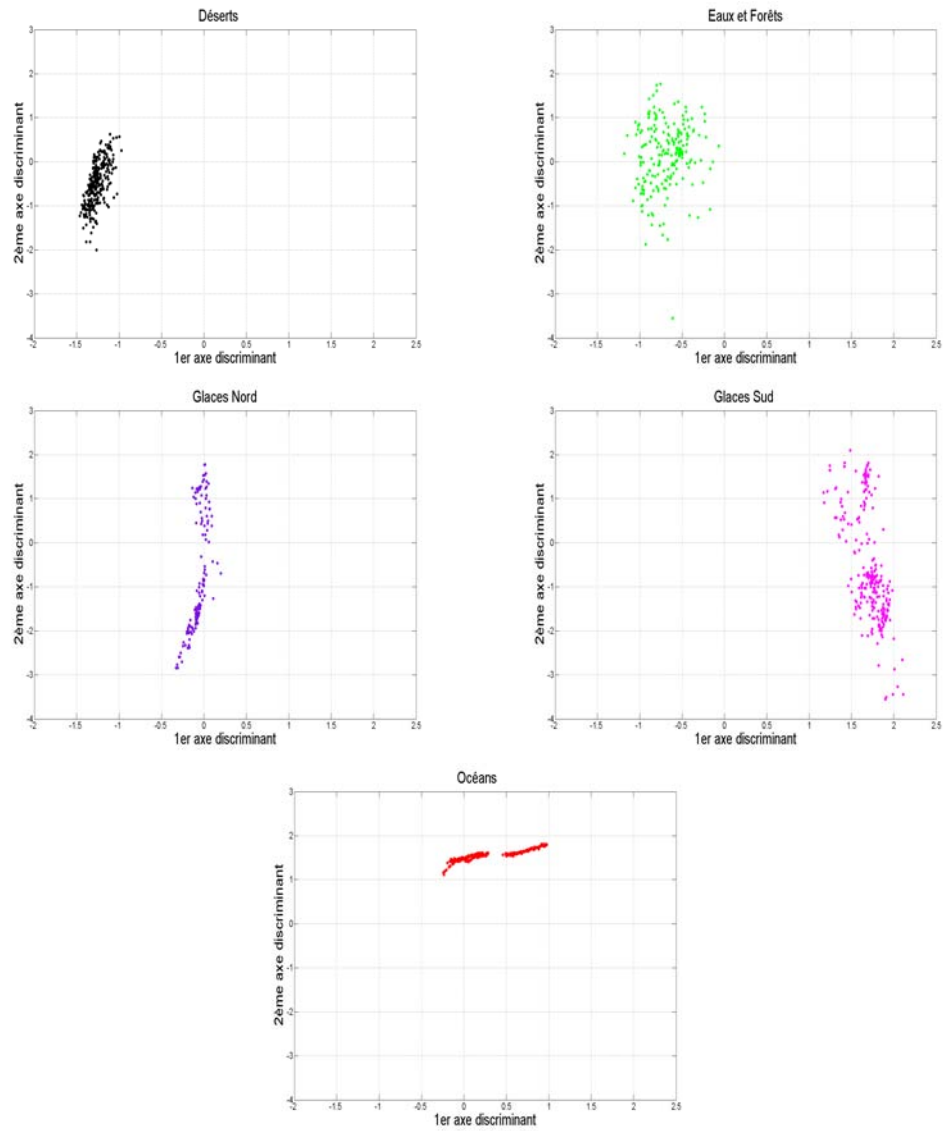 Déserts
3
2
1
0
-1
-2
-3
-4
-2 -1.5 -1 -0.5 0 0.5 1 1.5 2 2.5
2ème axe discriminant
1er axe discriminant
Eaux et Forêts
3
2
1
0
-1
-2
-3
-4
-2 -1.5 -1 -0.5 0 0.5 1 1.5 2 2.5
2ème axe discriminant
1er axe discriminant
Glaces Nord
3
2
1
0
-1
-2
-3
-4
-2 -1.5 -1 -0.5 0 0.5 1 1.5 2 2.5
2ème axe discriminant
1er axe discriminant
Glaces Sud
3
2
1
0
-1
-2
-3
-4
-2 -1.5 -1 -0.5 0 0.5 1 1.5 2 2.5
2ème axe discriminant
1er axe discriminant
Océans
3
2
1
0
-1
-2
-3
-4
-2 -1.5 -1 -0.5 0 0.5 1 1.5 2 2.5
2ème axe discriminant
1er axe discriminant